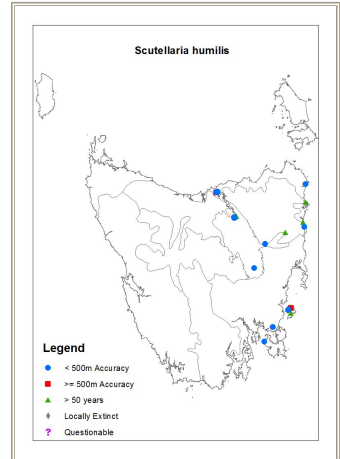 Scutellaria humilis
Legend
< 500m Accuracy
>= 500m Accuracy
> 50 years
Locally Extinct
? Questionable